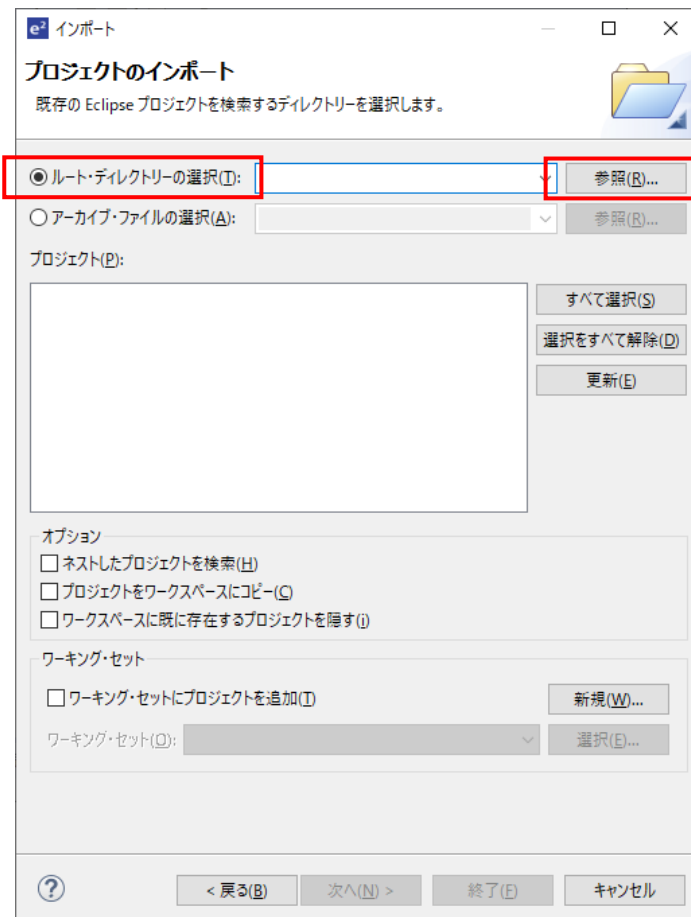 e² インポート
プロジェクトのインポート
既存の Eclipse プロジェクトを検索するディレクトリーを選択します。
ルート・ディレクトリーの選択(T): 参照(R)...
アーカイブ・ファイルの選択(A): 参照(R)...
プロジェクト(P):
すべて選択(S)
選択をすべて解除(D)
更新(E)
オプション
ネストしたプロジェクトを検索(H)
プロジェクトをワークスペースにコピー(C)
ワークスペースに既に存在するプロジェクトを隠す(i)
ワーキング・セット
ワーキング・セットにプロジェクトを追加(T) 新規(W)...
ワーキング・セット(O): 選択(E)...
? < 戻る(B) 次へ(N) > 終了(F) キャンセル